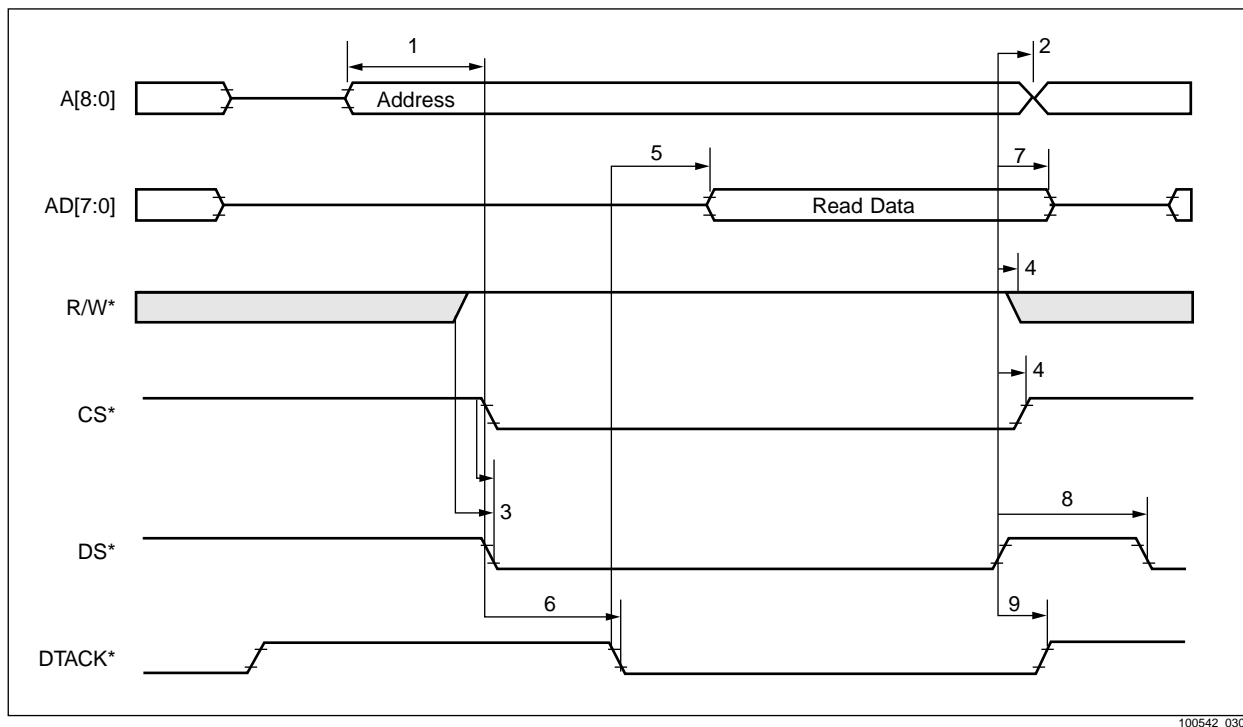 1
2
A[8:0]
Address
5
7
AD[7:0]
Read Data
4
R/W*
4
CS*
3
8
DS*
6
9
DTACK*
100542_030